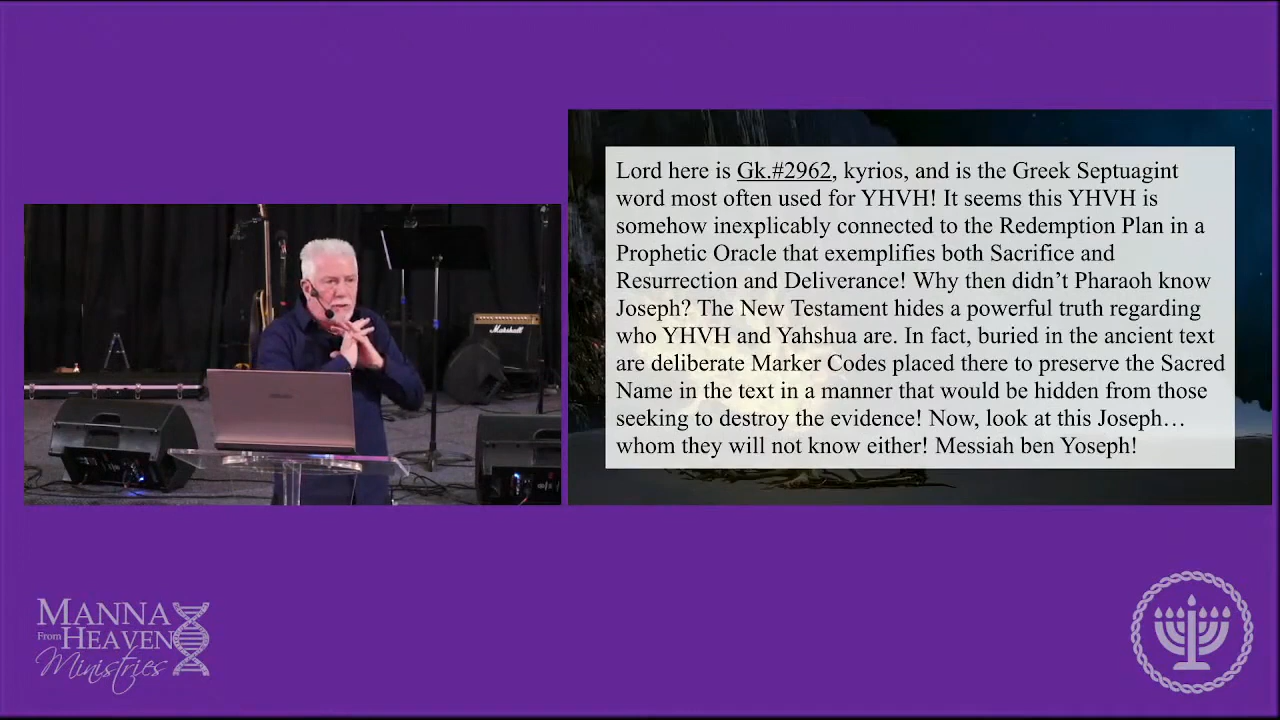 Lord here is Gk.#2962, kyrios, and is the Greek Septuagint
word most often used for YHVH! It seems this YHVH is
somehow inexplicably connected to the Redemption Plan in a
Prophetic Oracle that exemplifies both Sacrifice and
Resurrection and Deliverance! Why then didn’t Pharaoh know
Joseph? The New Testament hides a powerful truth regarding
who YHVH and Yahshua are. In fact, buried in the ancient text
are deliberate Marker Codes placed there to preserve the Sacred
Name in the text in a manner that would be hidden from those
seeking to destroy the evidence! Now, look at this Joseph…
whom they will not know either! Messiah ben Yoseph!
Marshall
MANNA
From HEAVEN
Ministries